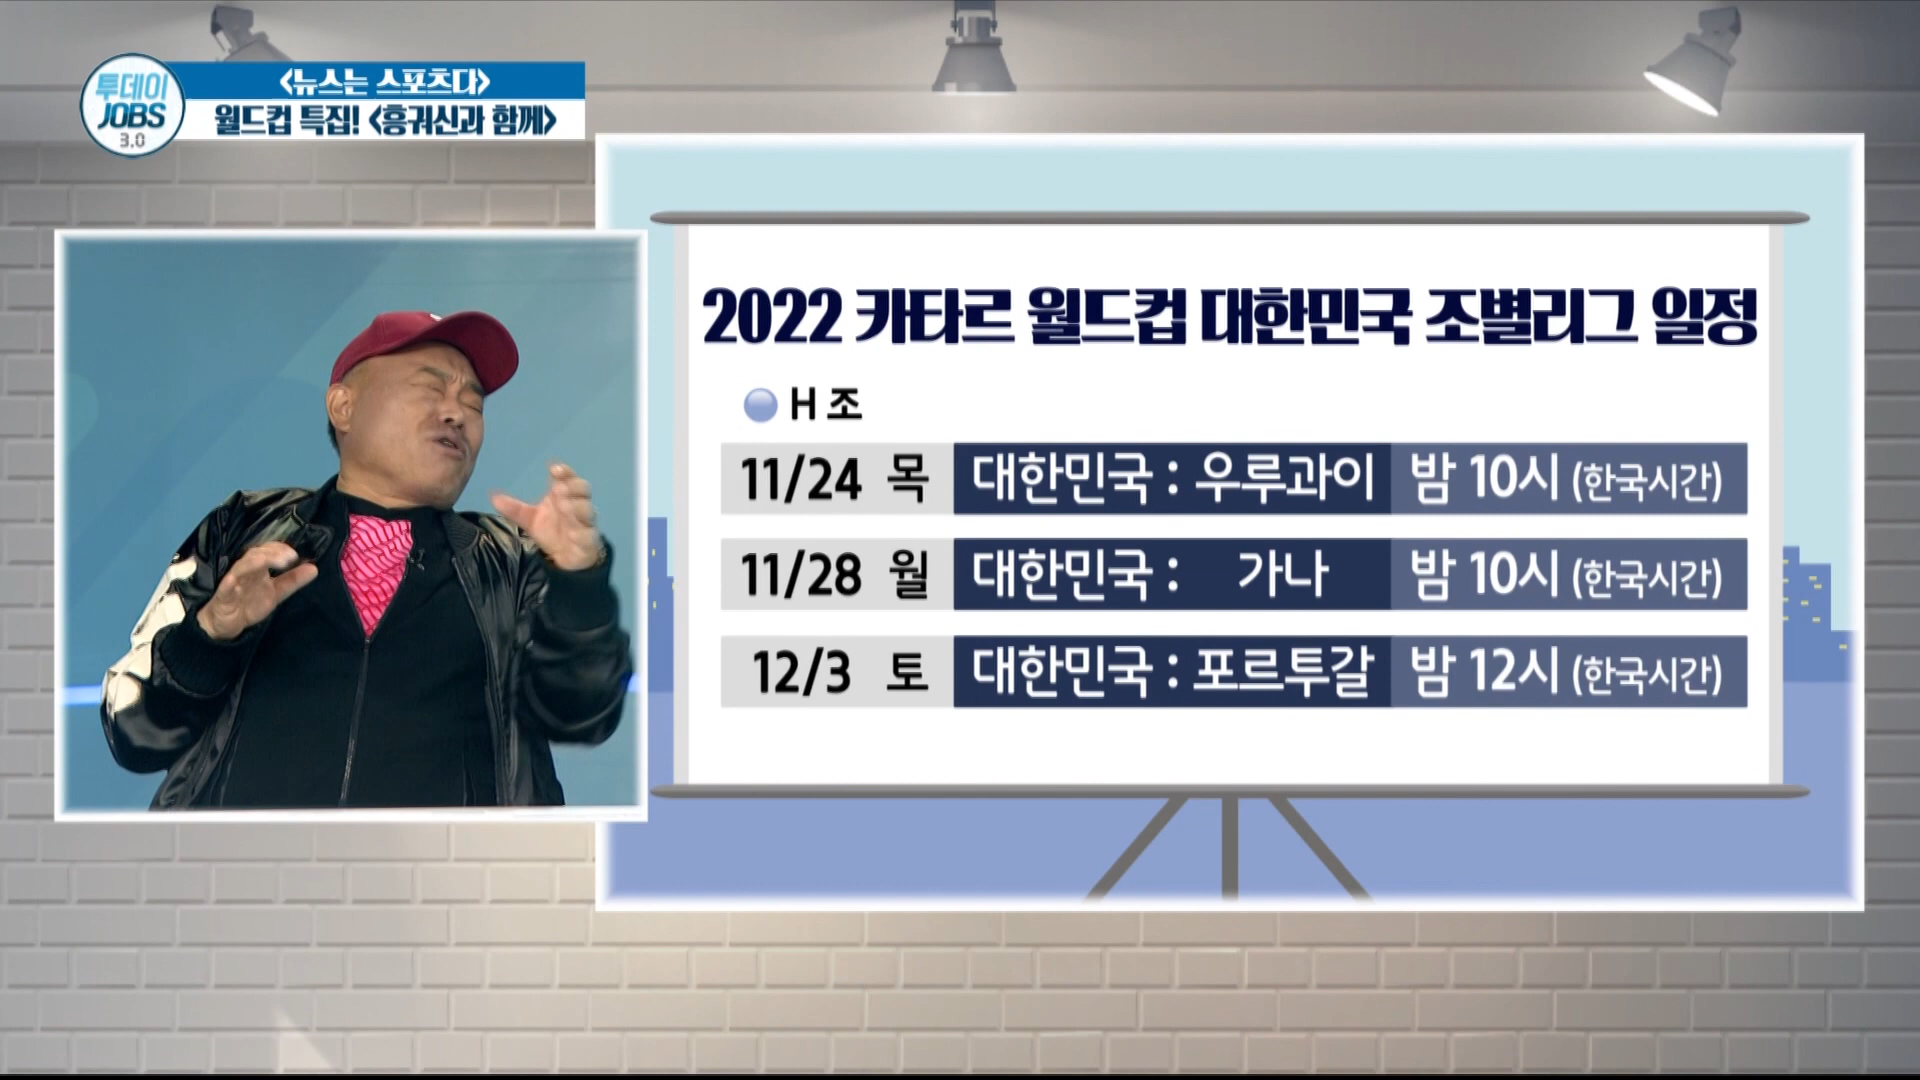 투데이
JOBS
3.0
<뉴스는 스포츠다>
월드컵 특집! <흥궈신과 함께>
2022 카타르 월드컵 대한민국 조별리그 일정
H 조
11/24 목 대한민국 : 우루과이 밤 10시 (한국시간)
11/28 월 대한민국 : 가나 밤 10시 (한국시간)
12/3 토 대한민국 : 포르투갈 밤 12시 (한국시간)